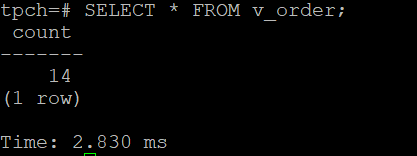 tpch=# SELECT * FROM v_order;
 count
-------
    14
(1 row)

Time: 2.830 ms